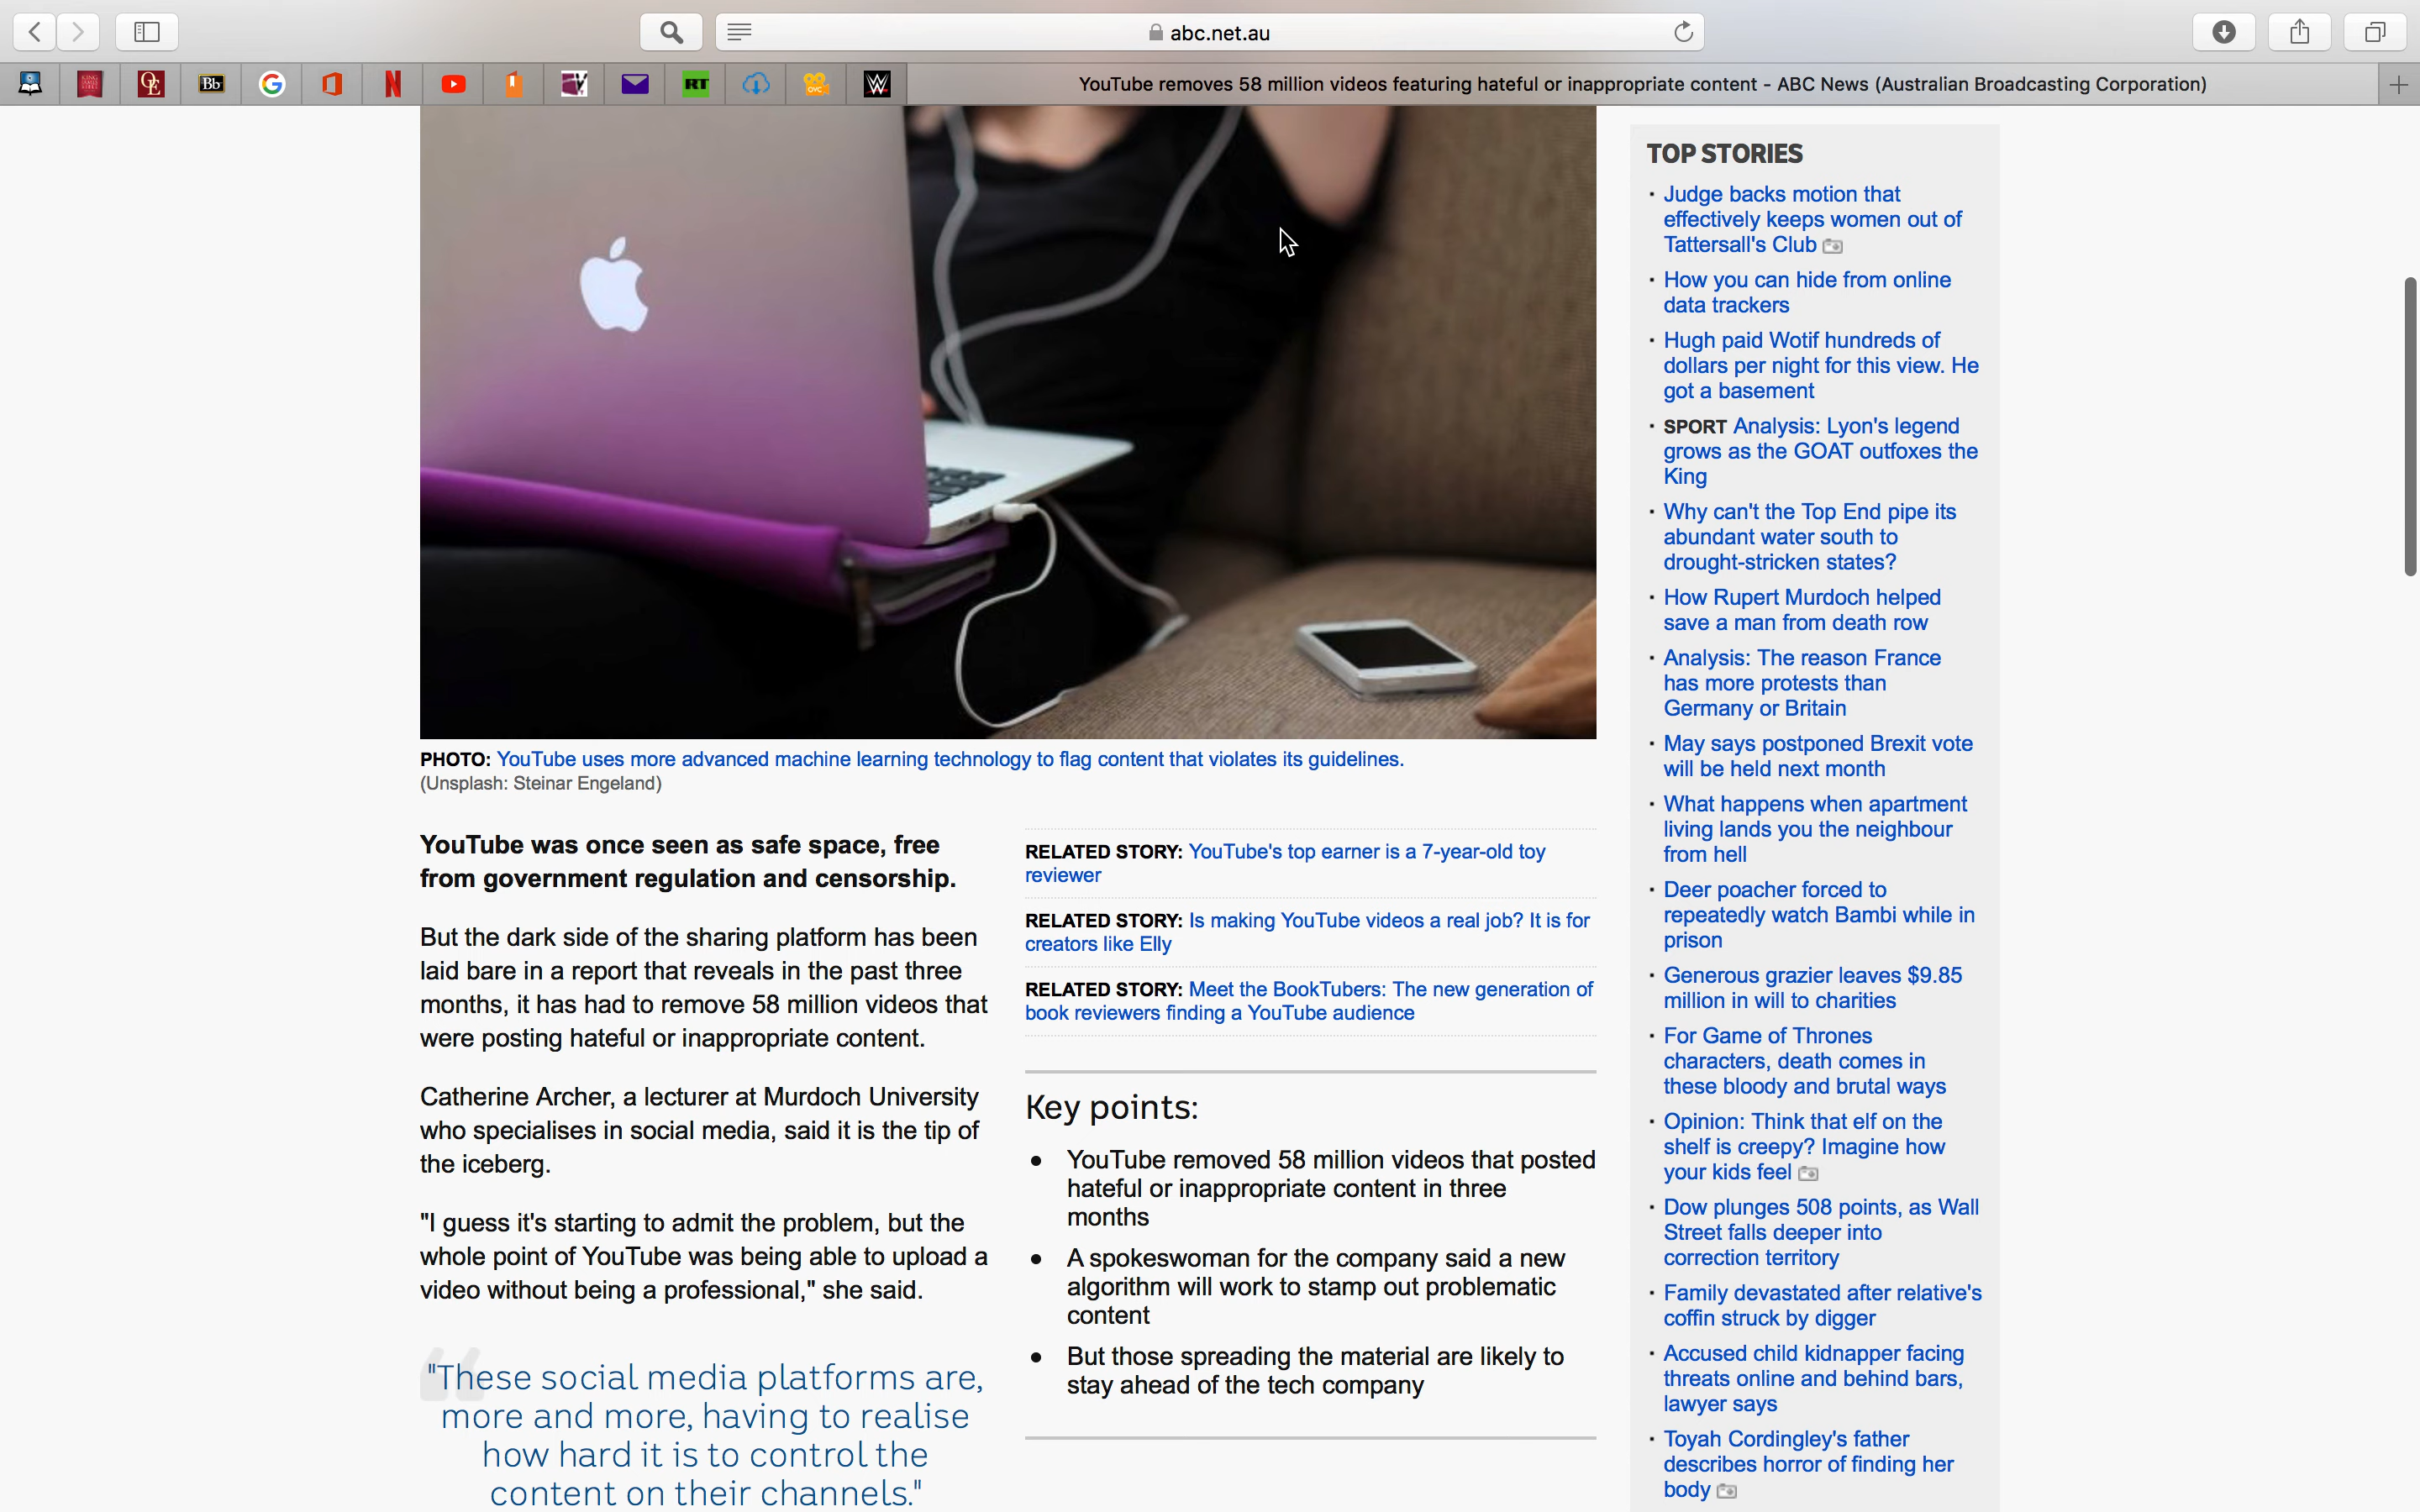 abc.net.au
Bb
OVC
RT
YouTube removes 58 million videos featuring hateful or inappropriate content - ABC News (Australian Broadcasting Corporation)
PHOTO: YouTube uses more advanced machine learning technology to flag content that violates its guidelines.
(Unsplash: Steinar Engeland)
YouTube was once seen as safe space, free
from government regulation and censorship.
But the dark side of the sharing platform has been
laid bare in a report that reveals in the past three
months, it has had to remove 58 million videos that
were posting hateful or inappropriate content.
Catherine Archer, a lecturer at Murdoch University
who specialises in social media, said it is the tip of
the iceberg.
"I guess it's starting to admit the problem, but the
whole point of YouTube was being able to upload a
video without being a professional," she said.
"These social media platforms are,
more and more, having to realise
how hard it is to control the
content on their channels."
RELATED STORY: YouTube's top earner is a 7-year-old toy
reviewer
RELATED STORY: Is making YouTube videos a real job? It is for
creators like Elly
RELATED STORY: Meet the BookTubers: The new generation of
book reviewers finding a YouTube audience
Key points:
• YouTube removed 58 million videos that posted
hateful or inappropriate content in three
months
• A spokeswoman for the company said a new
algorithm will work to stamp out problematic
content
• But those spreading the material are likely to
stay ahead of the tech company
TOP STORIES
• Judge backs motion that
effectively keeps women out of
Tattersall's Club
• How you can hide from online
data trackers
• Hugh paid Wotif hundreds of
dollars per night for this view. He
got a basement
• SPORT Analysis: Lyon's legend
grows as the GOAT outfoxes the
King
• Why can't the Top End pipe its
abundant water south to
drought-stricken states?
• How Rupert Murdoch helped
save a man from death row
• Analysis: The reason France
has more protests than
Germany or Britain
• May says postponed Brexit vote
will be held next month
• What happens when apartment
living lands you the neighbour
from hell
• Deer poacher forced to
repeatedly watch Bambi while in
prison
• Generous grazier leaves $9.85
million in will to charities
• For Game of Thrones
characters, death comes in
these bloody and brutal ways
• Opinion: Think that elf on the
shelf is creepy? Imagine how
your kids feel
• Dow plunges 508 points, as Wall
Street falls deeper into
correction territory
• Family devastated after relative's
coffin struck by digger
• Accused child kidnapper facing
threats online and behind bars,
lawyer says
• Toyah Cordingley's father
describes horror of finding her
body